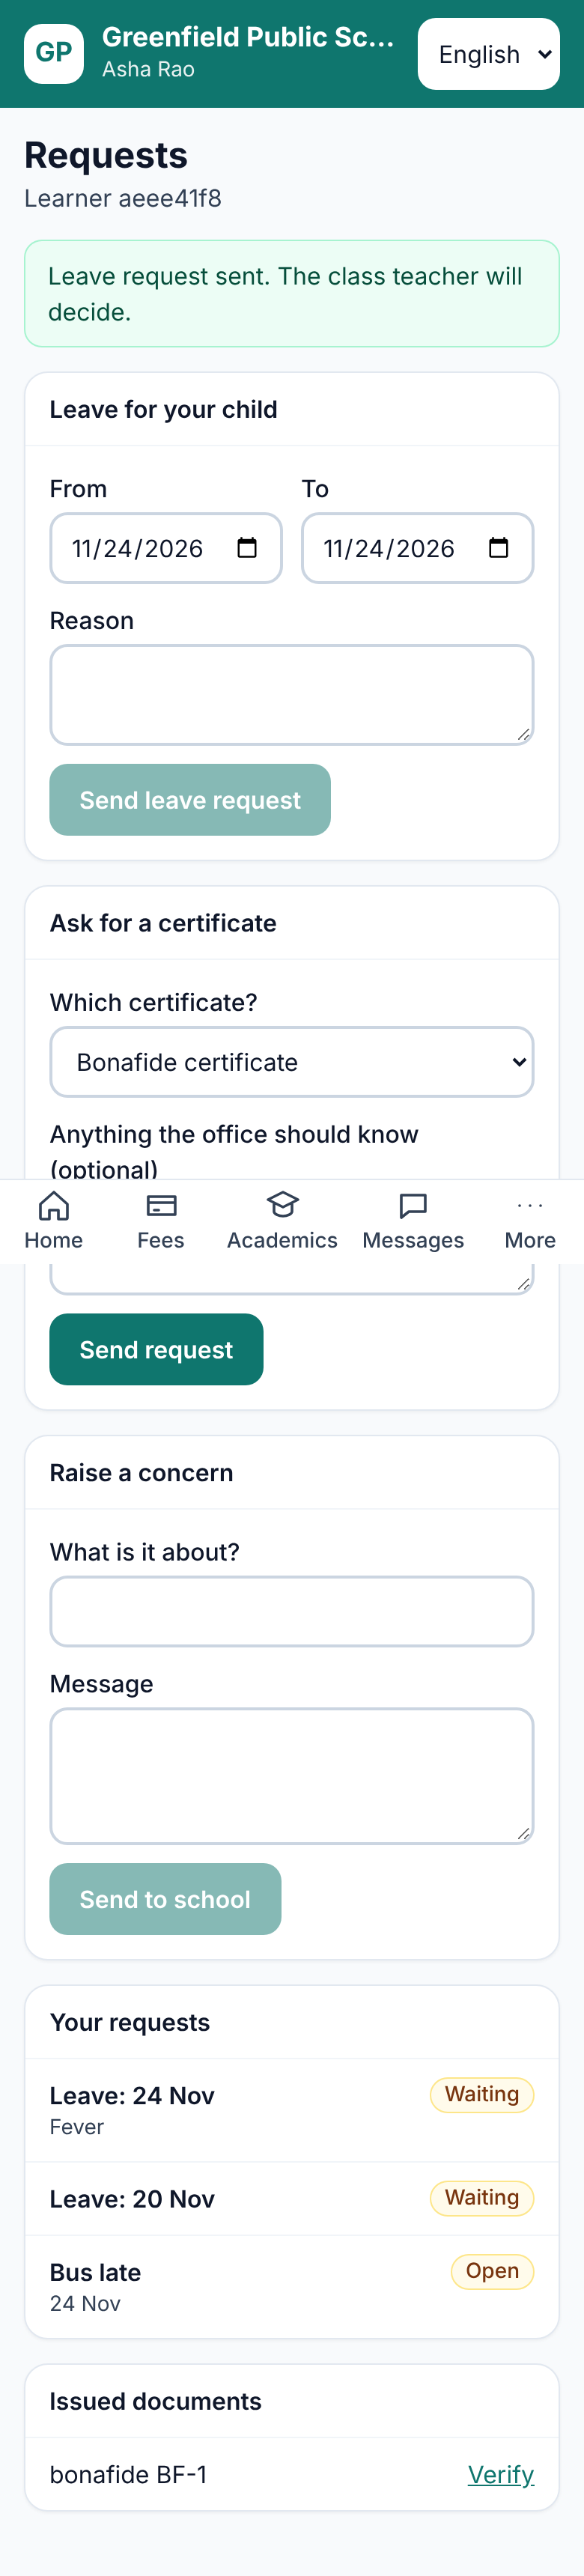 GP
Greenfield Public Sc...
Asha Rao
English
Requests
Learner aeee41f8
Leave request sent. The class teacher will
decide.
Leave for your child
From
To
11/24/2026
11/24/2026
Reason
Send leave request
Ask for a certificate
Which certificate?
Bonafide certificate
Anything the office should know
(optional)
Home
Fees
Academics
Messages
More
Send request
Raise a concern
What is it about?
Message
Send to school
Your requests
Leave: 24 Nov
Waiting
Fever
Leave: 20 Nov
Waiting
Bus late
Open
24 Nov
Issued documents
bonafide BF-1
Verify